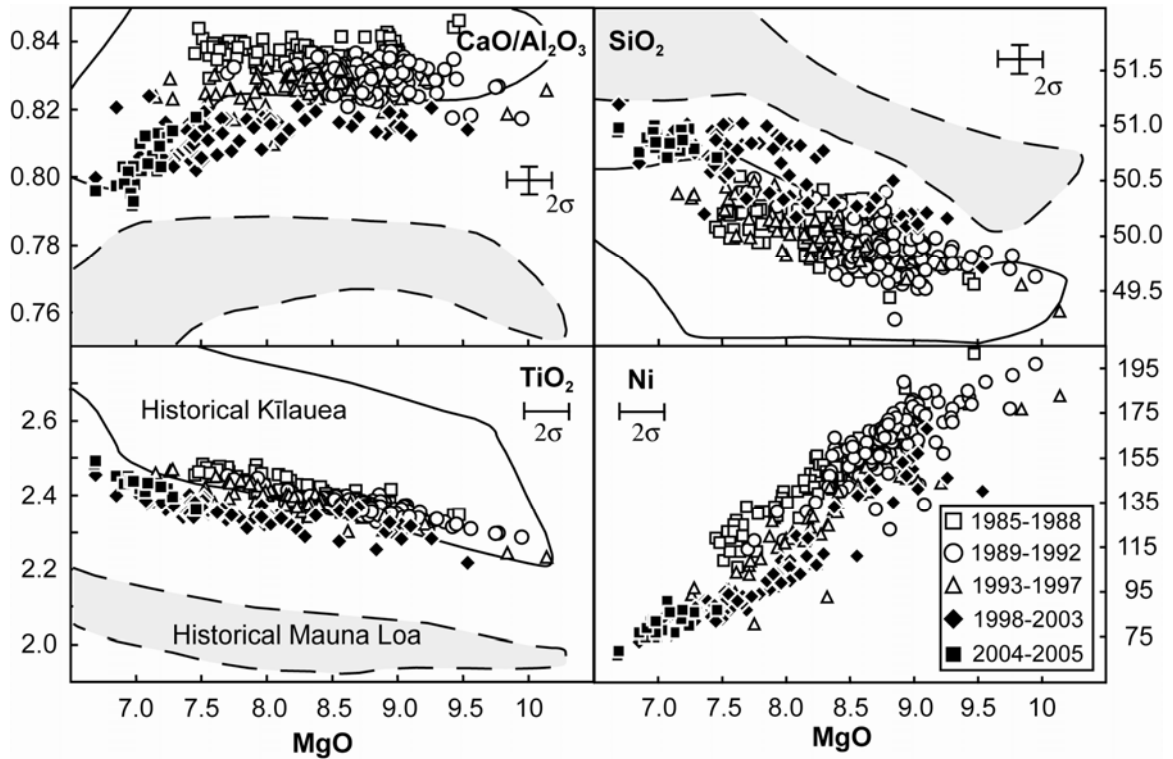 CaO/Al₂O₃
0.84
0.82
0.80
0.78
0.76
2σ
SiO₂
2σ
51.5
51.0
50.5
50.0
49.5
TiO₂
Historical Kīlauea
2σ
2.6
2.4
2.2
2.0
Historical Mauna Loa
7.0 7.5 8.0 8.5 9.0 9.5 10
MgO
Ni
2σ
195
175
155
135
115
95
75
1985-1988
1989-1992
1993-1997
1998-2003
2004-2005
7.0 7.5 8.0 8.5 9.0 9.5 10
MgO